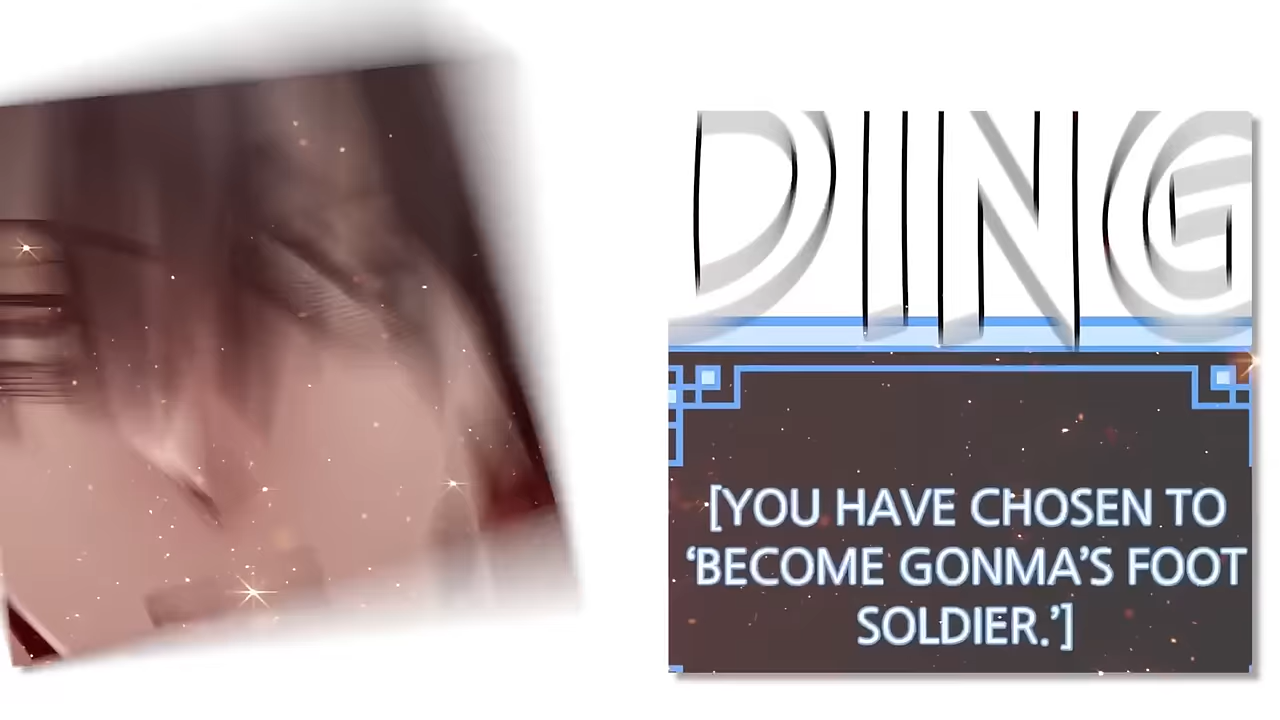 DING
[YOU HAVE CHOSEN TO
‘BECOME GONMA’S FOOT
SOLDIER.’]